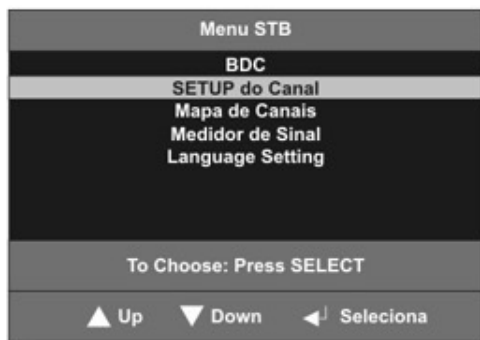 Menu STB
BDC
SETUP do Canal
Mapa de Canais
Medidor de Sinal
Language Setting
To Choose: Press SELECT
Up Down Seleciona